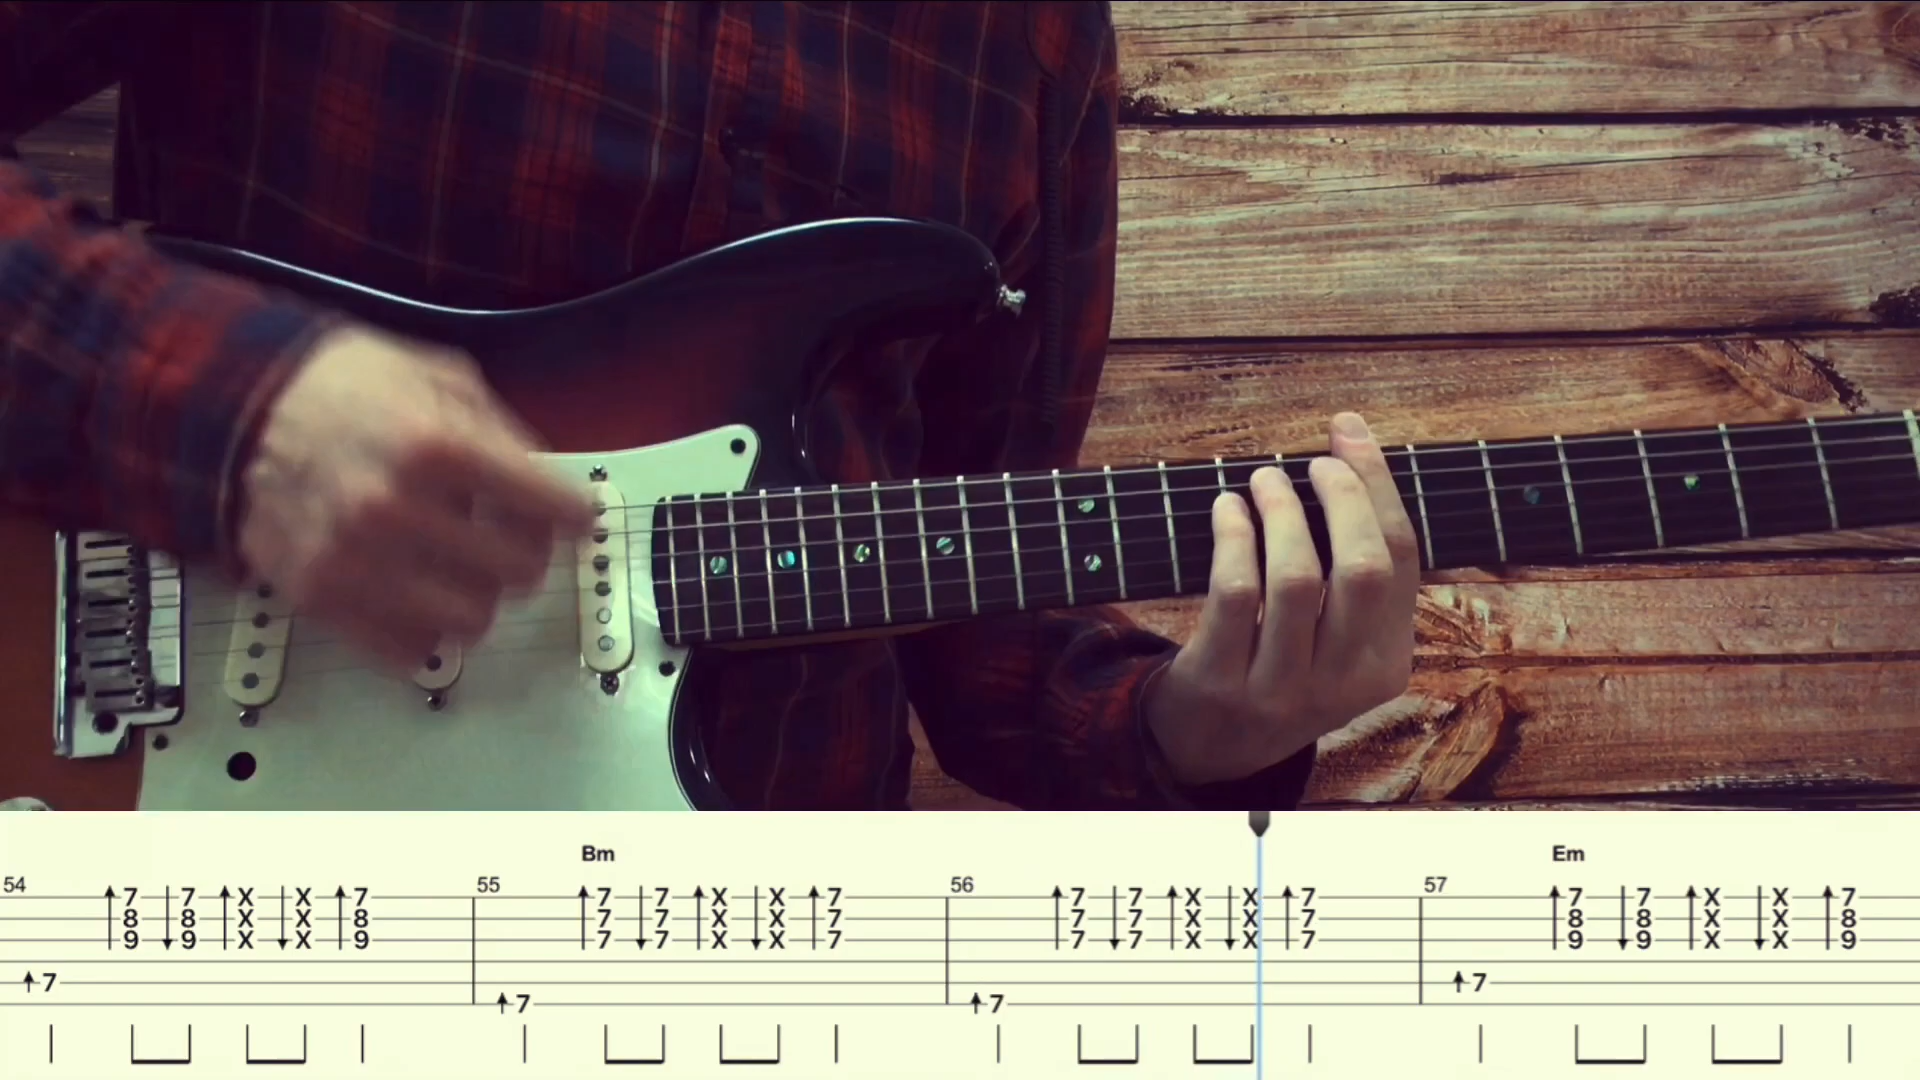 Bm Em
54 55 56 57
7 7 X X 7 7 7 X X 7 7 7 X X 7 7 7 X X 7
8 8 X X 8 7 7 X X 7 7 7 X X 7 8 8 X X 8
9 9 X X 9 7 7 X X 7 7 7 X X 7 9 9 X X 9
7 7
7 7